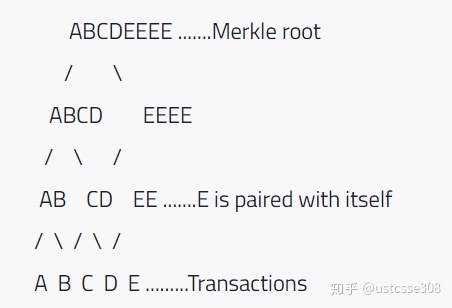 ABCDEEEE .......Merkle root
/ \
ABCD EEEE
/ \ /
AB CD EE .......E is paired with itself
/ \ / \ /
A B C D E .........Transactions
知乎 @ustcsse308